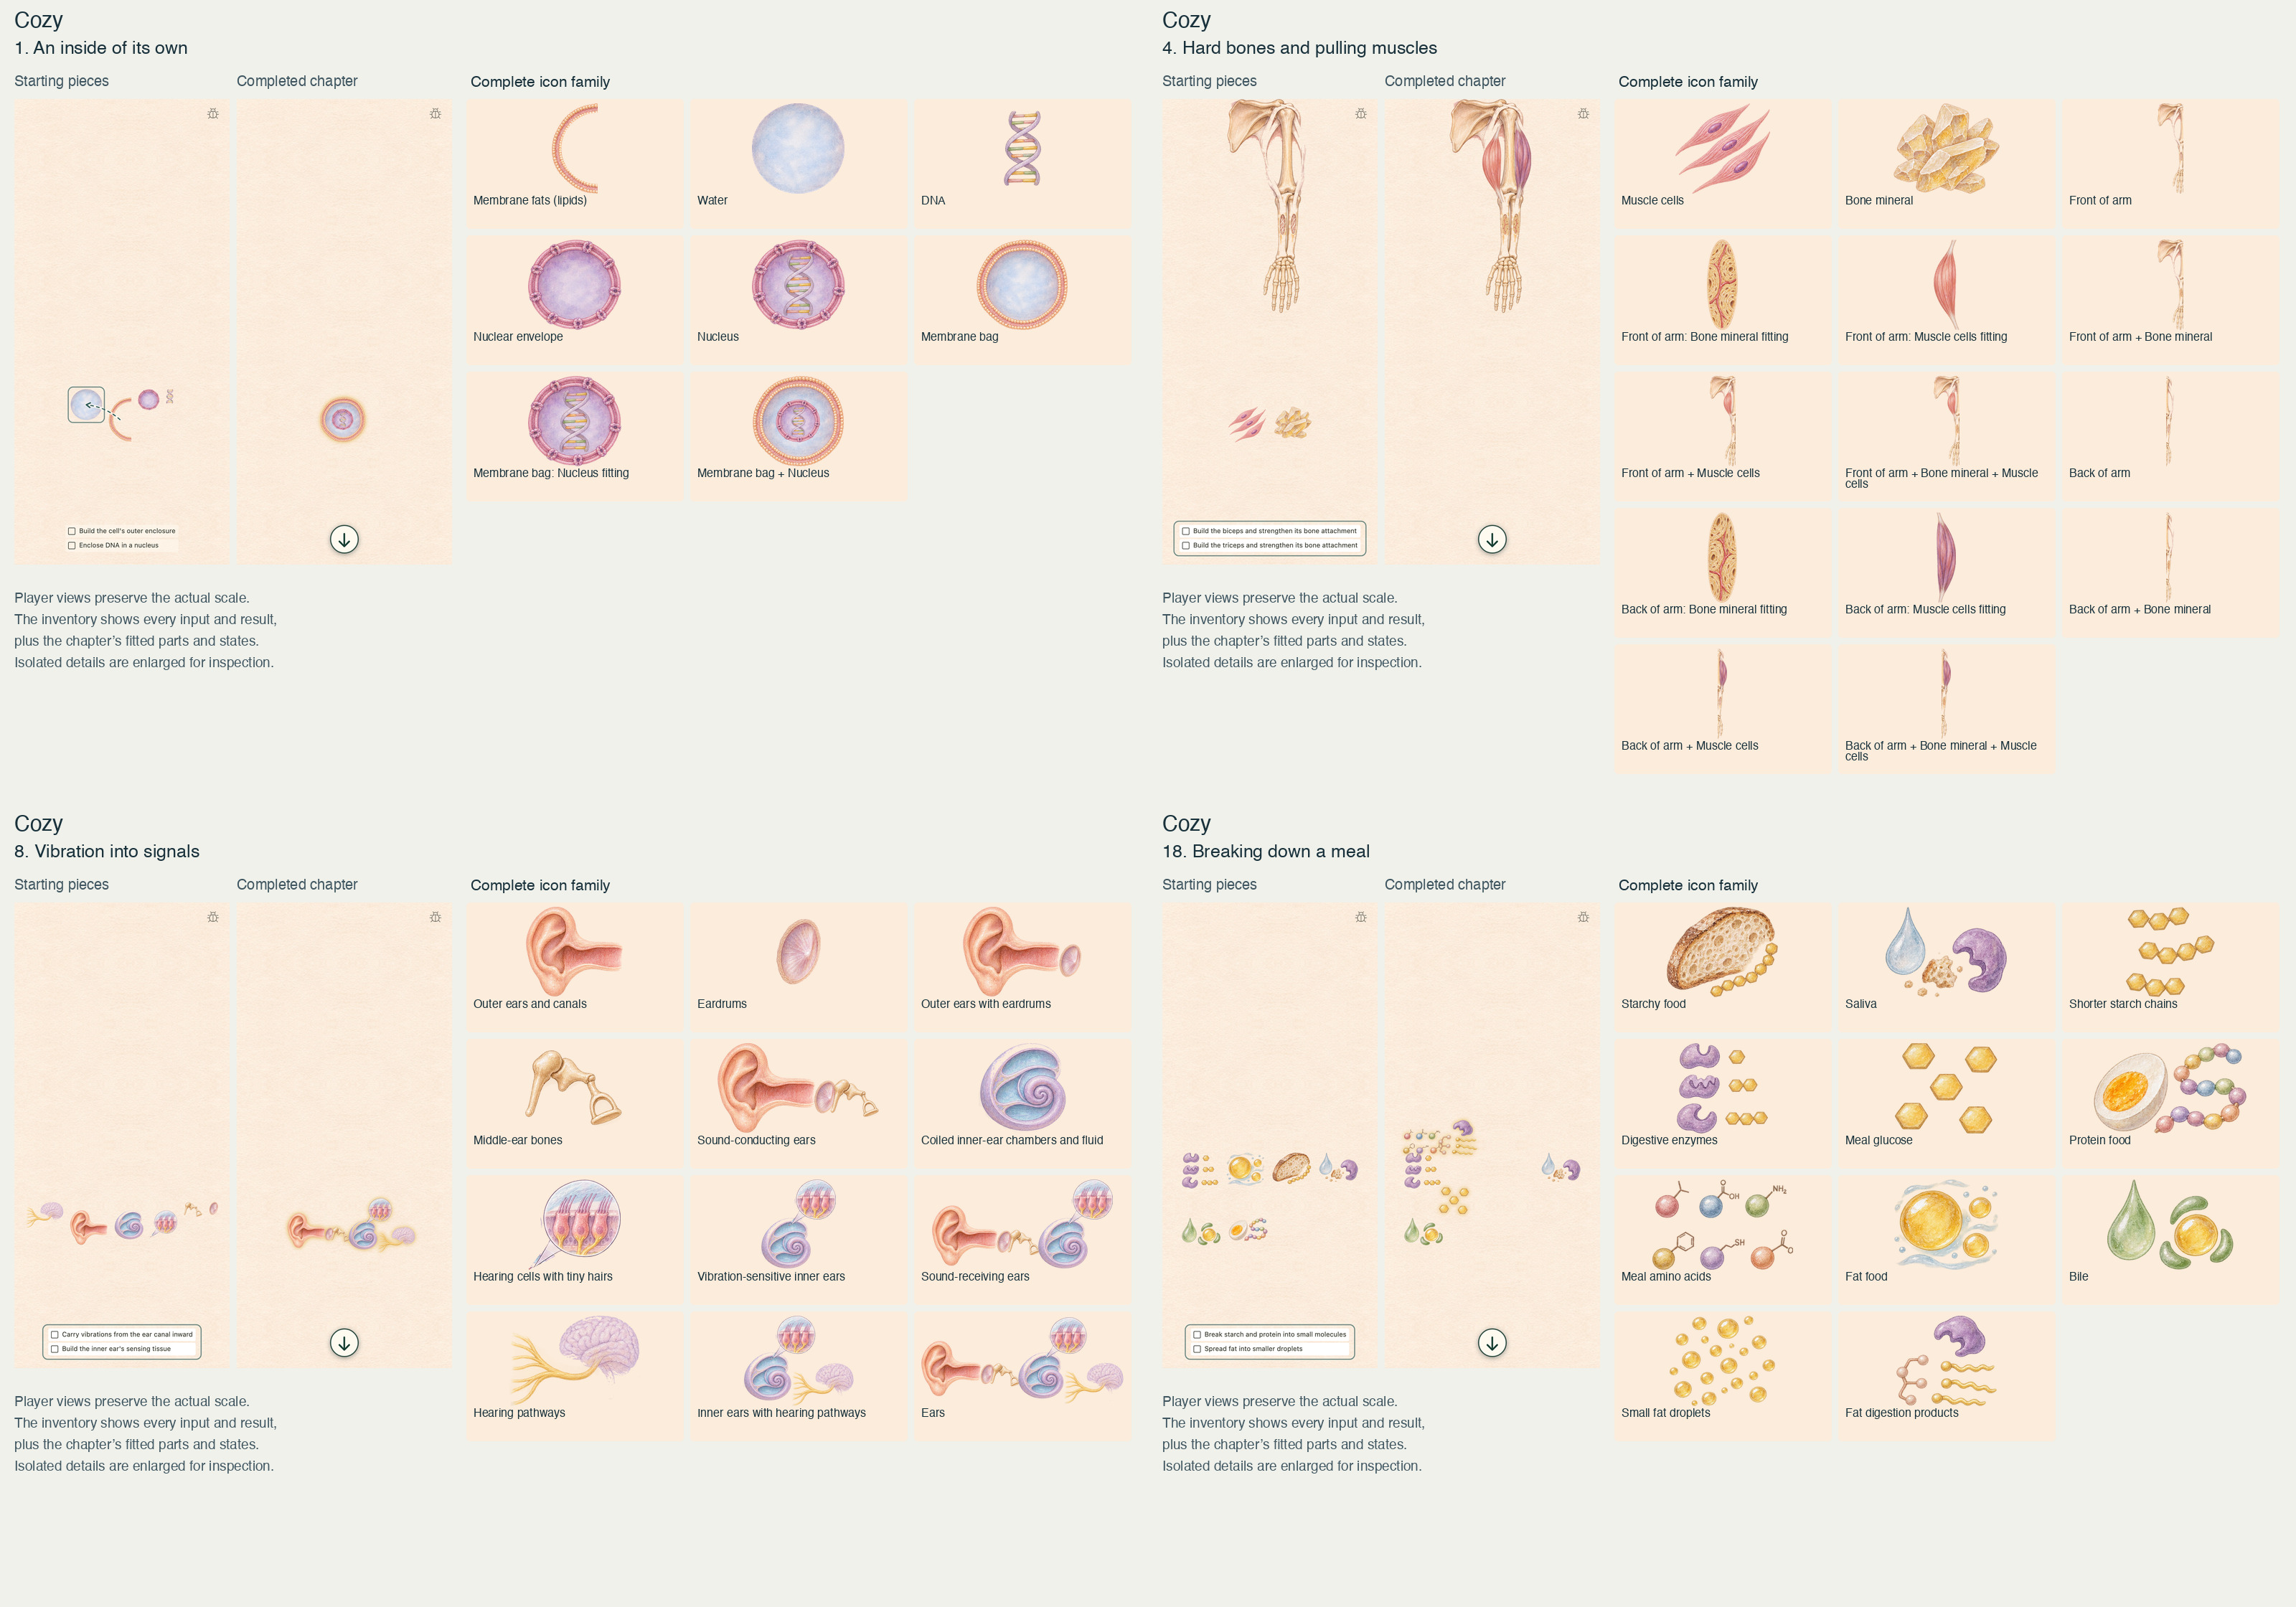 Cozy
1. An inside of its own
Starting pieces
Completed chapter
Complete icon family
Membrane fats (lipids)
Water
DNA
Nuclear envelope
Nucleus
Membrane bag
Membrane bag: Nucleus fitting
Membrane bag + Nucleus
Build the cell's outer enclosure
Enclose DNA in a nucleus
Player views preserve the actual scale.
The inventory shows every input and result,
plus the chapter’s fitted parts and states.
Isolated details are enlarged for inspection.
Cozy
4. Hard bones and pulling muscles
Starting pieces
Completed chapter
Complete icon family
Muscle cells
Bone mineral
Front of arm
Front of arm: Bone mineral fitting
Front of arm: Muscle cells fitting
Front of arm + Bone mineral
Front of arm + Muscle cells
Front of arm + Bone mineral + Muscle
cells
Back of arm
Back of arm: Bone mineral fitting
Back of arm: Muscle cells fitting
Back of arm + Bone mineral
Back of arm + Muscle cells
Back of arm + Bone mineral + Muscle
cells
Build the biceps and strengthen its bone attachment
Build the triceps and strengthen its bone attachment
Player views preserve the actual scale.
The inventory shows every input and result,
plus the chapter’s fitted parts and states.
Isolated details are enlarged for inspection.
Cozy
8. Vibration into signals
Starting pieces
Completed chapter
Complete icon family
Outer ears and canals
Eardrums
Outer ears with eardrums
Middle-ear bones
Sound-conducting ears
Coiled inner-ear chambers and fluid
Hearing cells with tiny hairs
Vibration-sensitive inner ears
Sound-receiving ears
Hearing pathways
Inner ears with hearing pathways
Ears
Carry vibrations from the ear canal inward
Build the inner ear's sensing tissue
Player views preserve the actual scale.
The inventory shows every input and result,
plus the chapter’s fitted parts and states.
Isolated details are enlarged for inspection.
Cozy
18. Breaking down a meal
Starting pieces
Completed chapter
Complete icon family
Starchy food
Saliva
Shorter starch chains
Digestive enzymes
Meal glucose
Protein food
O
OH
NH₂
SH
O
O
Meal amino acids
Fat food
Bile
Small fat droplets
Fat digestion products
Break starch and protein into small molecules
Spread fat into smaller droplets
Player views preserve the actual scale.
The inventory shows every input and result,
plus the chapter’s fitted parts and states.
Isolated details are enlarged for inspection.